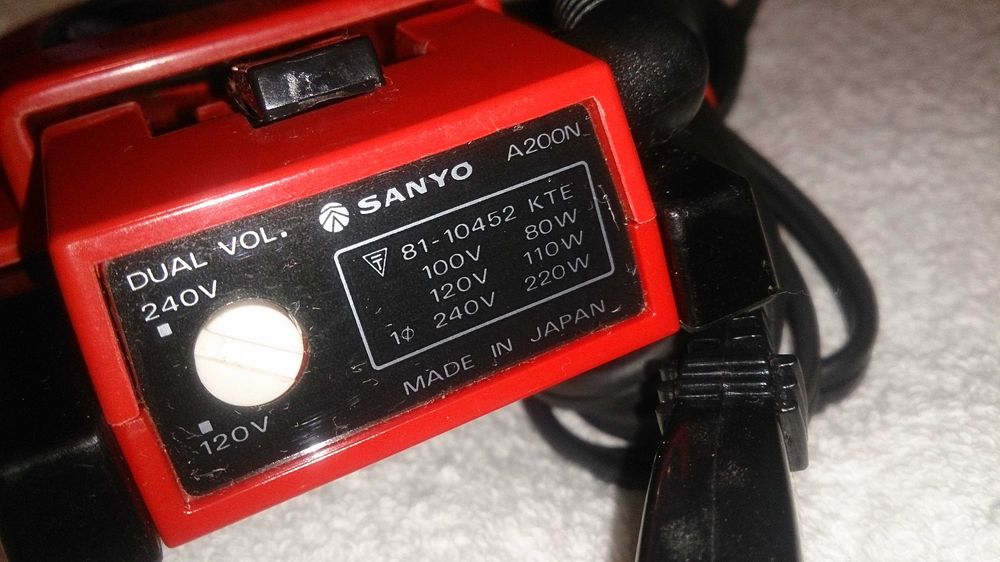 SANYO A200N
DUAL VOL.
240V
120V
T 81-10452 KTE
100V 80W
120V 110W
1φ 240V 220W
MADE IN JAPAN